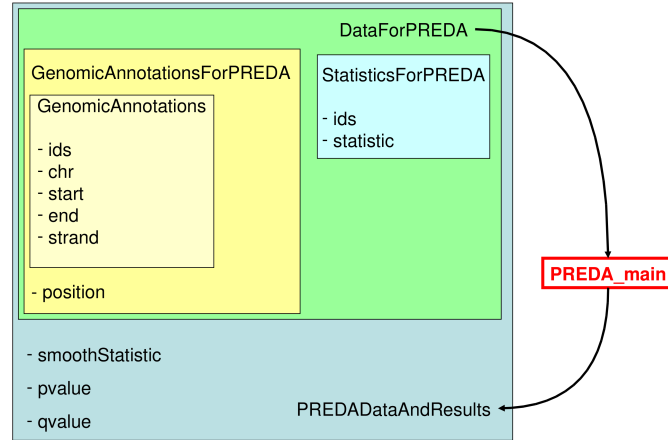 DataForPREDA
GenomicAnnotationsForPREDA
GenomicAnnotations
- ids
- chr
- start
- end
- strand
- position
StatisticsForPREDA
- ids
- statistic
PREDA_main
- smoothStatistic
- pvalue
- qvalue
PREDADataAndResults